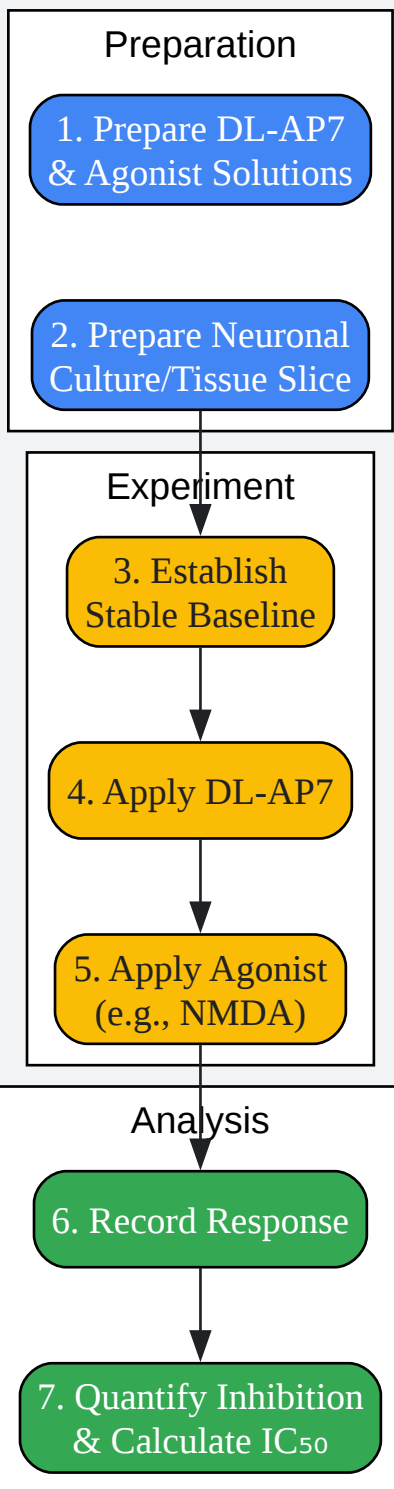 Preparation
1. Prepare DL-AP7
& Agonist Solutions
2. Prepare Neuronal
Culture/Tissue Slice
Experiment
3. Establish
Stable Baseline
4. Apply DL-AP7
5. Apply Agonist
(e.g., NMDA)
Analysis
6. Record Response
7. Quantify Inhibition
& Calculate IC₅₀